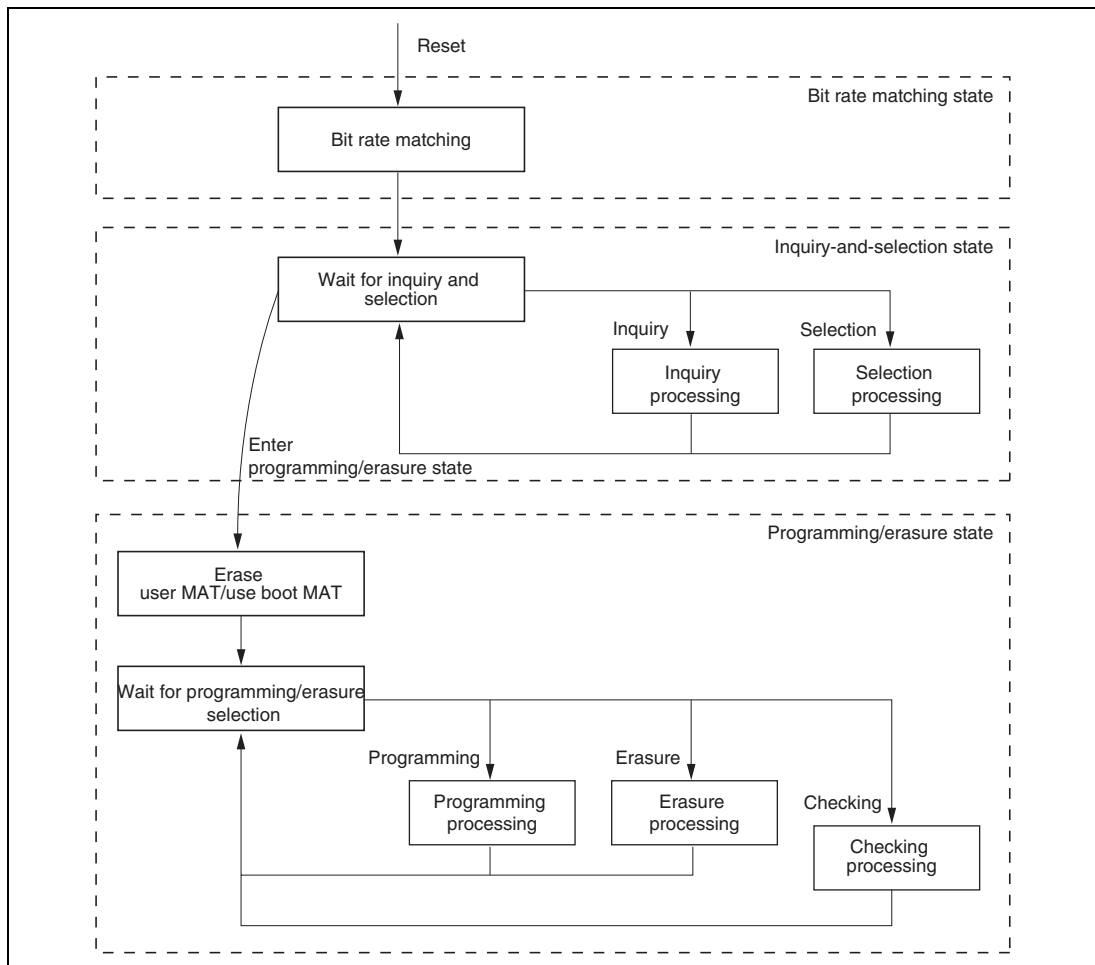 Reset
Bit rate matching state
Bit rate matching
Inquiry-and-selection state
Wait for inquiry and
selection
Inquiry
Selection
Inquiry
processing
Selection
processing
Enter
programming/erasure state
Programming/erasure state
Erase
user MAT/use boot MAT
Wait for programming/erasure
selection
Programming
Erasure
Checking
Programming
processing
Erasure
processing
Checking
processing